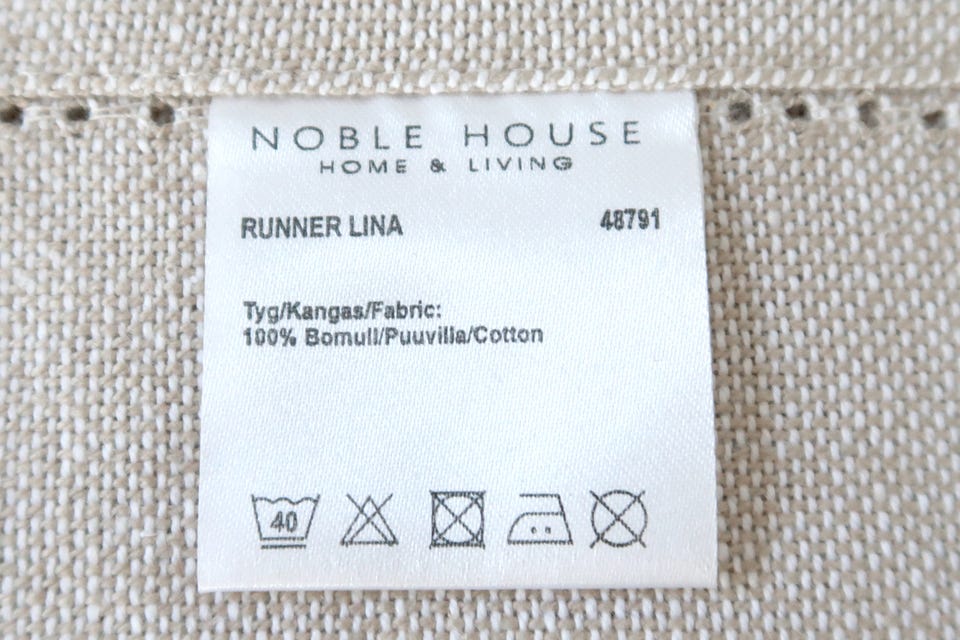 NOBLE HOUSE
HOME & LIVING
RUNNER LINA 48791
Tyg/Kangas/Fabric:
100% Bomull/Puuvilla/Cotton
40